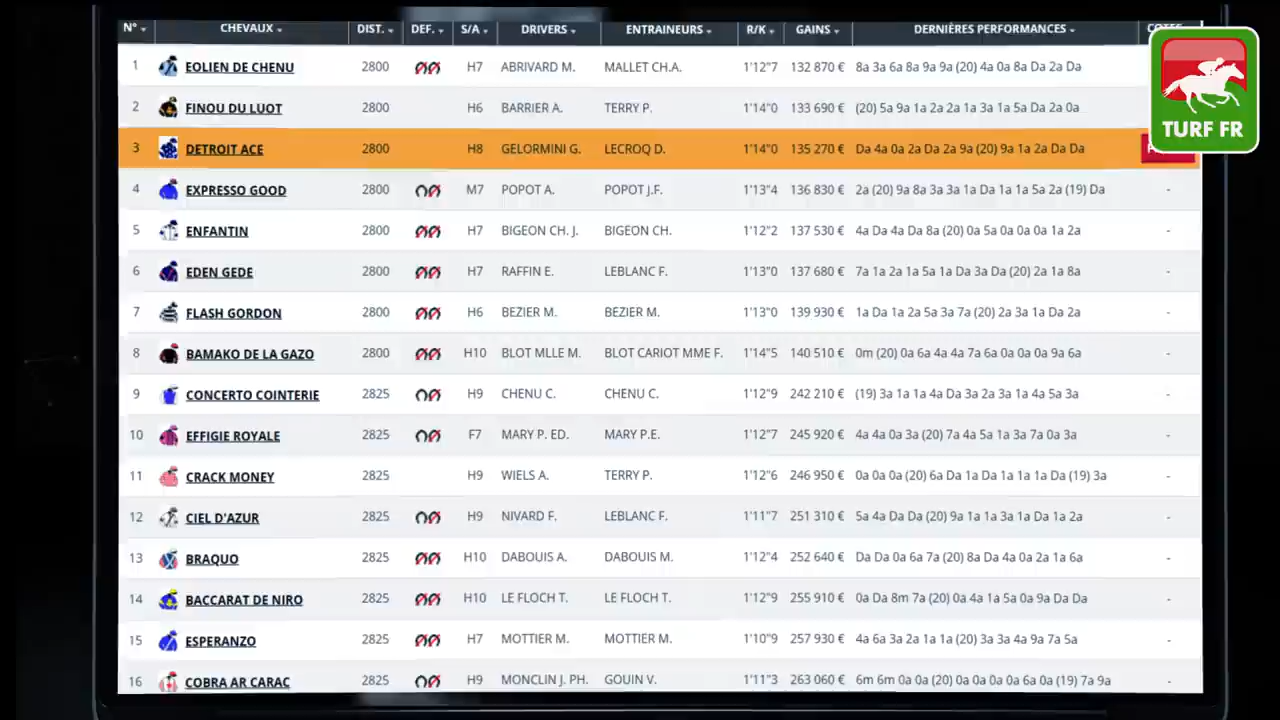 N° CHEVAUX DIST. DEF. S/A DRIVERS ENTRAINEURS R/K GAINS DERNIÈRES PERFORMANCES
1 EOLIEN DE CHENU 2800 H7 ABRIVARD M. MALLET CH.A. 1'12"7 132 870 € 8a 3a 6a 8a 9a 9a (20) 4a 0a 8a Da 2a Da
2 FINOU DU LUOT 2800 H6 BARRIER A. TERRY P. 1'14"0 133 690 € (20) 5a 9a 1a 2a 2a 1a 3a 1a 5a Da 2a 0a
3 DETROIT ACE 2800 H8 GELORMINI G. LECROQ D. 1'14"0 135 270 € Da 4a 0a 2a Da 2a 9a (20) 9a 1a 2a Da Da
4 EXPRESSO GOOD 2800 M7 POPOT A. POPOT J.F. 1'13"4 136 830 € 2a (20) 9a 8a 3a 3a 1a Da 1a 1a 5a 2a (19) Da -
5 ENFANTIN 2800 H7 BIGEON CH. J. BIGEON CH. 1'12"2 137 530 € 4a Da 4a Da 8a (20) 0a 5a 0a 0a 0a 1a 2a -
6 EDEN GEDE 2800 H7 RAFFIN E. LEBLANC F. 1'13"0 137 680 € 7a 1a 2a 1a 5a 1a Da 3a Da (20) 2a 1a 8a -
7 FLASH GORDON 2800 H6 BEZIER M. BEZIER M. 1'13"0 139 930 € 1a Da 1a 2a 5a 3a 7a (20) 2a 3a 1a Da 2a -
8 BAMAKO DE LA GAZO 2800 H10 BLOT MLLE M. BLOT CARIOT MME F. 1'14"5 140 510 € 0m (20) 0a 6a 4a 4a 7a 6a 0a 0a 0a 9a 6a -
9 CONCERTO COINTERIE 2825 H9 CHENU C. CHENU C. 1'12"9 242 210 € (19) 3a 1a 1a 4a Da 3a 2a 3a 1a 4a 5a 3a -
10 EFFIGIE ROYALE 2825 F7 MARY P. ED. MARY P.E. 1'12"7 245 920 € 4a 4a 0a 3a (20) 7a 4a 5a 1a 3a 7a 0a 3a -
11 CRACK MONEY 2825 H9 WIELS A. TERRY P. 1'12"6 246 950 € 0a 0a 0a (20) 6a Da 1a Da 1a 1a 1a Da (19) 3a -
12 CIEL D'AZUR 2825 H9 NIVARD F. LEBLANC F. 1'11"7 251 310 € 5a 4a Da Da (20) 9a 1a 1a 3a 1a Da 1a 2a -
13 BRAQUO 2825 H10 DABOUIS A. DABOUIS M. 1'12"4 252 640 € Da Da 0a 6a 7a (20) 8a Da 4a 0a 2a 1a 6a -
14 BACCARAT DE NIRO 2825 H10 LE FLOCH T. LE FLOCH T. 1'12"9 255 910 € 0a Da 8m 7a (20) 0a 4a 1a 5a 0a 9a Da Da -
15 ESPERANZO 2825 H7 MOTTIER M. MOTTIER M. 1'10"9 257 930 € 4a 6a 3a 2a 1a 1a (20) 3a 3a 4a 9a 7a 5a -
16 COBRA AR CARAC 2825 H9 MONCLIN J. PH. GOUIN V. 1'11"3 263 060 € 6m 6m 0a 0a (20) 0a 0a 0a 0a 6a 0a (19) 7a 9a -
TURF FR